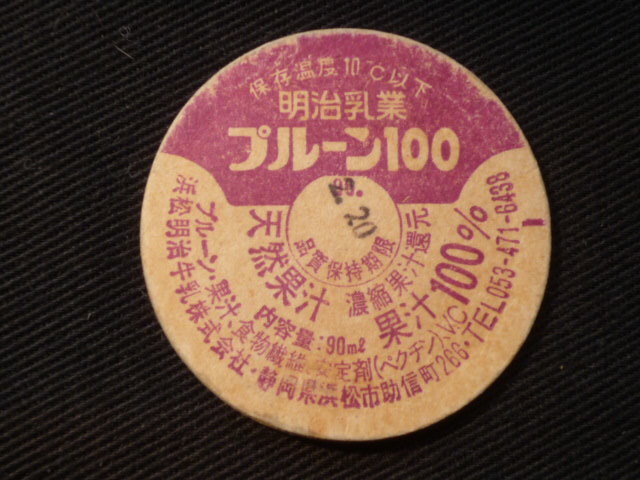 保存温度10℃以下
明治乳業
プルーン100
2.20
品質保持期限
天然果汁
濃縮果汁還元
果汁100%
内容量:90ml
プルーン・果汁、食物繊維、安定剤(ペクチン)、V.C
浜松明治牛乳株式会社・静岡県浜松市助信町266・TEL053-471-6438